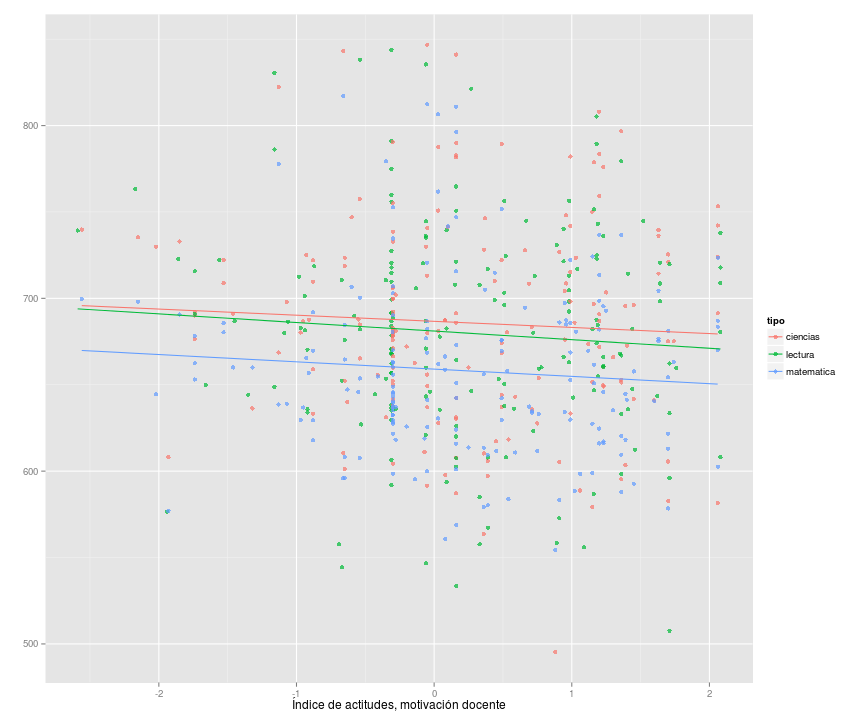 800
700
600
500
-2
-1
0
1
2
Índice de actitudes, motivación docente
tipo
ciencias
lectura
matematica